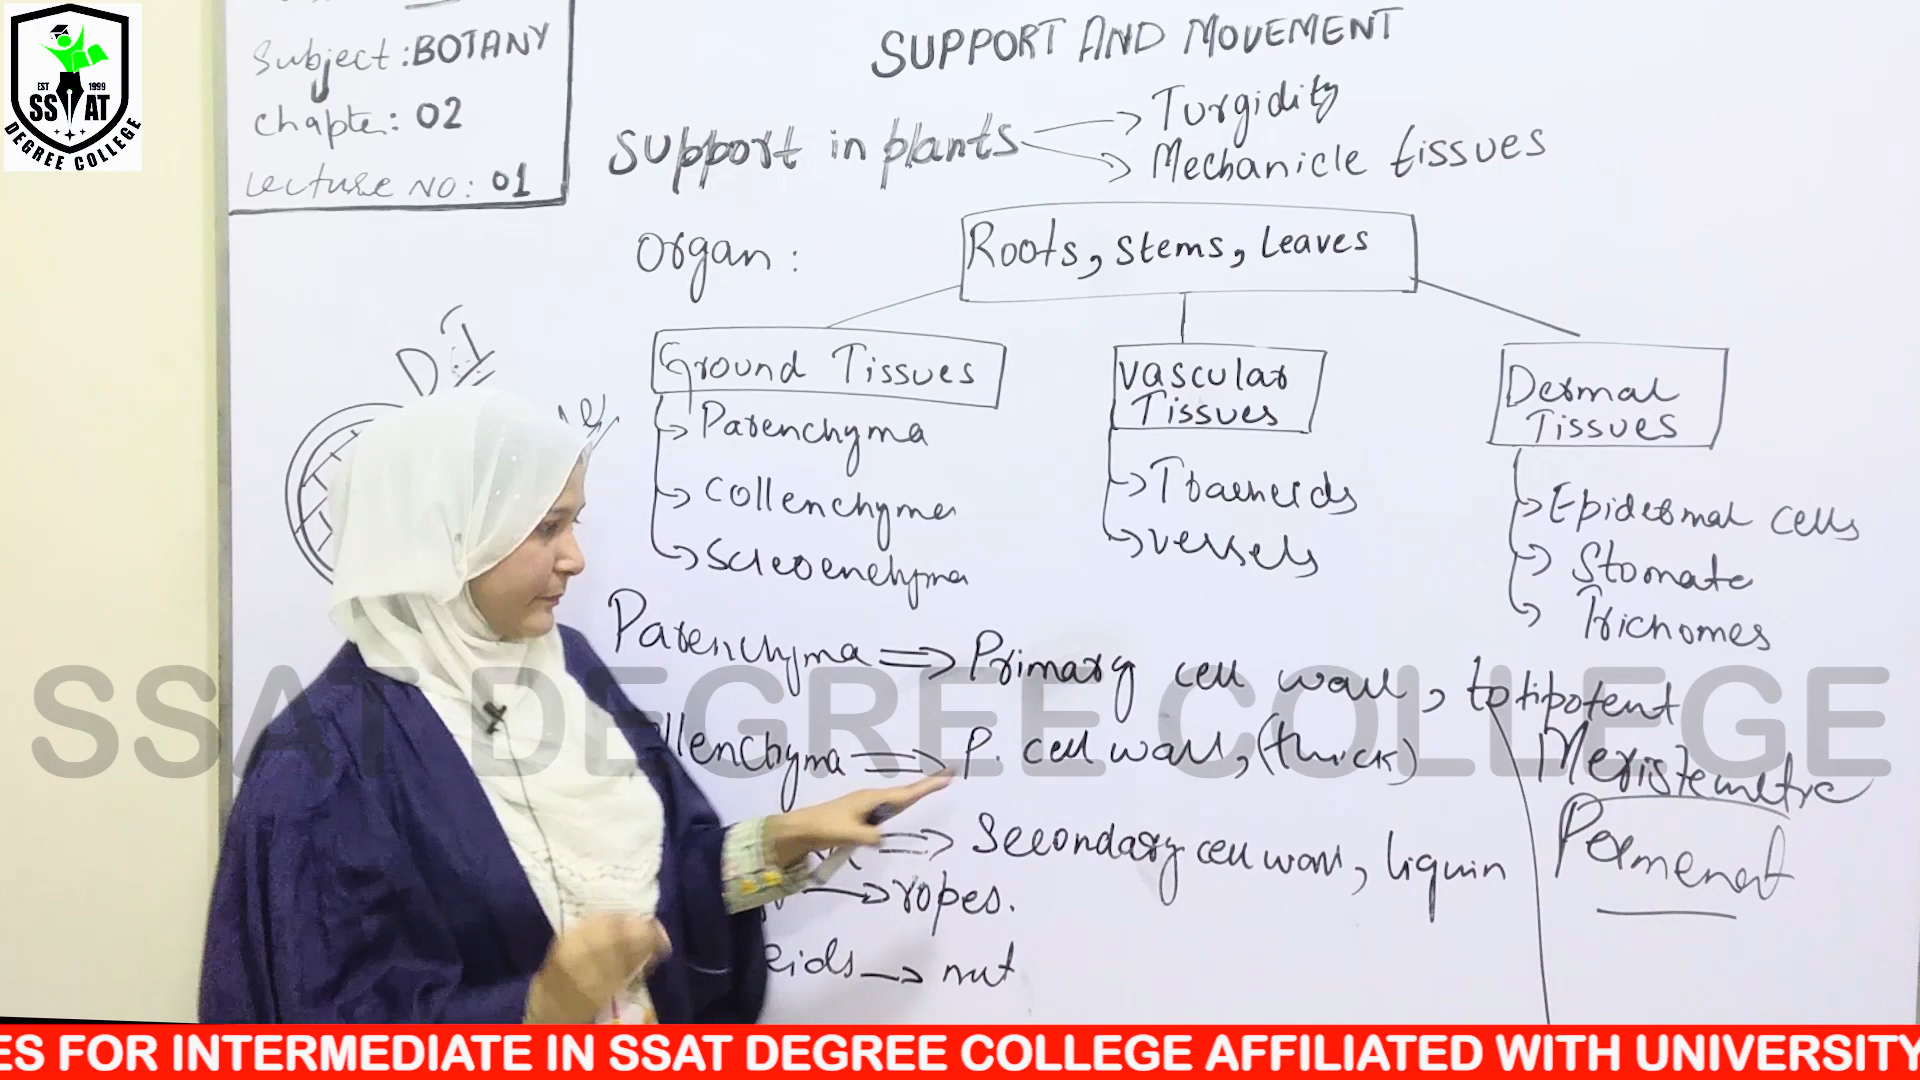 EST 1999
SSAT
DEGREE COLLEGE
Subject: BOTANY
Chapter: 02
Lecture NO: 01
SUPPORT AND MOVEMENT
Support in plants
Turgidity
Mechanicle tissues
Organ:
Roots, Stems, Leaves
Ground Tissues
Parenchyma
Collenchyma
Sclerenchyma
Vascular
Tissues
Tracheids
vessels
Dermal
Tissues
Epidermal cells
Stomate
Trichomes
D.T
Parenchyma => Primary cell wall, totipotent
llenchyma => P. cell wall, (thick)
=> Secondary cell wall, liquin
→ ropes.
eids → nut
Meristemetic
Permenent
SSAT DEGREE COLLEGE
ES FOR INTERMEDIATE IN SSAT DEGREE COLLEGE AFFILIATED WITH UNIVERSITY